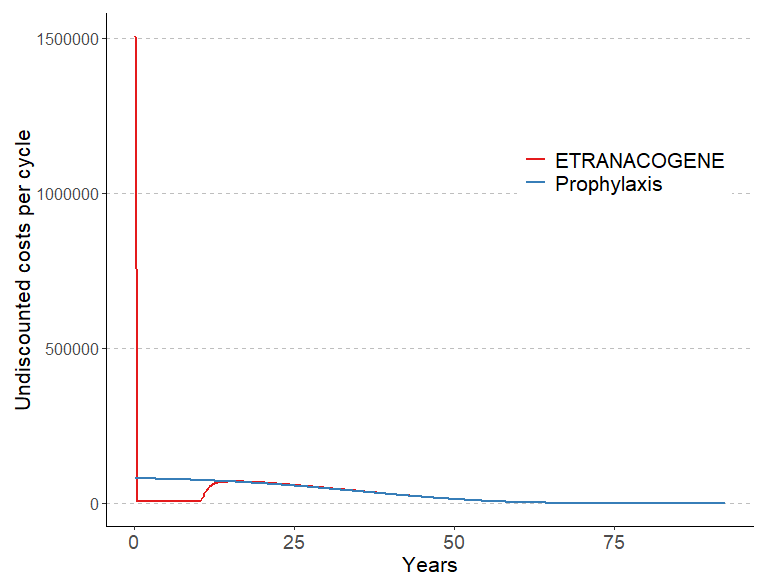 1500000
1000000
500000
0
Undiscounted costs per cycle
ETRANACOGENE
Prophylaxis
0 25 50 75
Years